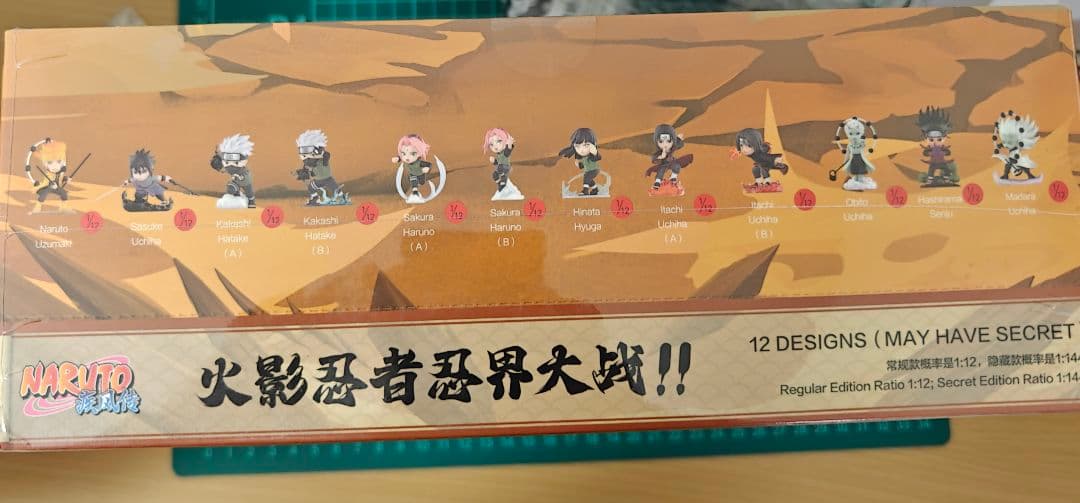 Naruto
Uzumaki
1/12
Sasuke
Uchiha
1/12
Kakashi
Hatake
(A)
1/12
Kakashi
Hatake
(B)
1/12
Sakura
Haruno
(A)
1/12
Sakura
Haruno
(B)
1/12
Hinata
Hyuga
1/12
Itachi
Uchiha
(A)
1/12
Itachi
Uchiha
(B)
1/12
Obito
Uchiha
1/12
Hashirama
Senju
1/12
Madara
Uchiha
1/12
NARUTO
疾风传
火影忍者忍界大战!!
12 DESIGNS (MAY HAVE SECRET
常规款概率是1:12，隐藏款概率是1:144
Regular Edition Ratio 1:12; Secret Edition Ratio 1:14